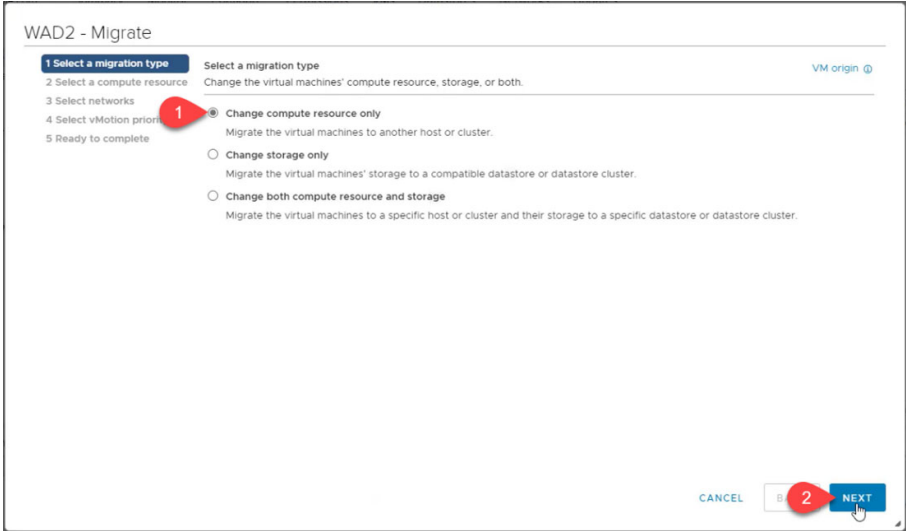 WAD2 - Migrate
1 Select a migration type
2 Select a compute resource
3 Select networks
4 Select vMotion
5 Ready to complete
Select a migration type
VM origin
Change the virtual machines' compute resource, storage, or both.
1
Change compute resource only
Migrate the virtual machines to another host or cluster.
Change storage only
Migrate the virtual machines' storage to a compatible datastore or datastore cluster.
Change both compute resource and storage
Migrate the virtual machines to a specific host or cluster and their storage to a specific datastore or datastore cluster.
CANCEL
2
NEXT